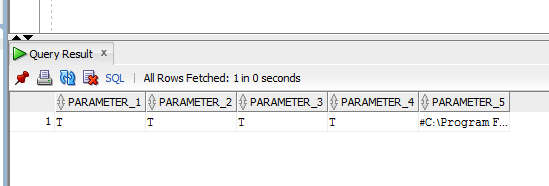 Query Result x
SQL | All Rows Fetched: 1 in 0 seconds
PARAMETER_1 PARAMETER_2 PARAMETER_3 PARAMETER_4 PARAMETER_5
1 T T T T #C:\Program F...